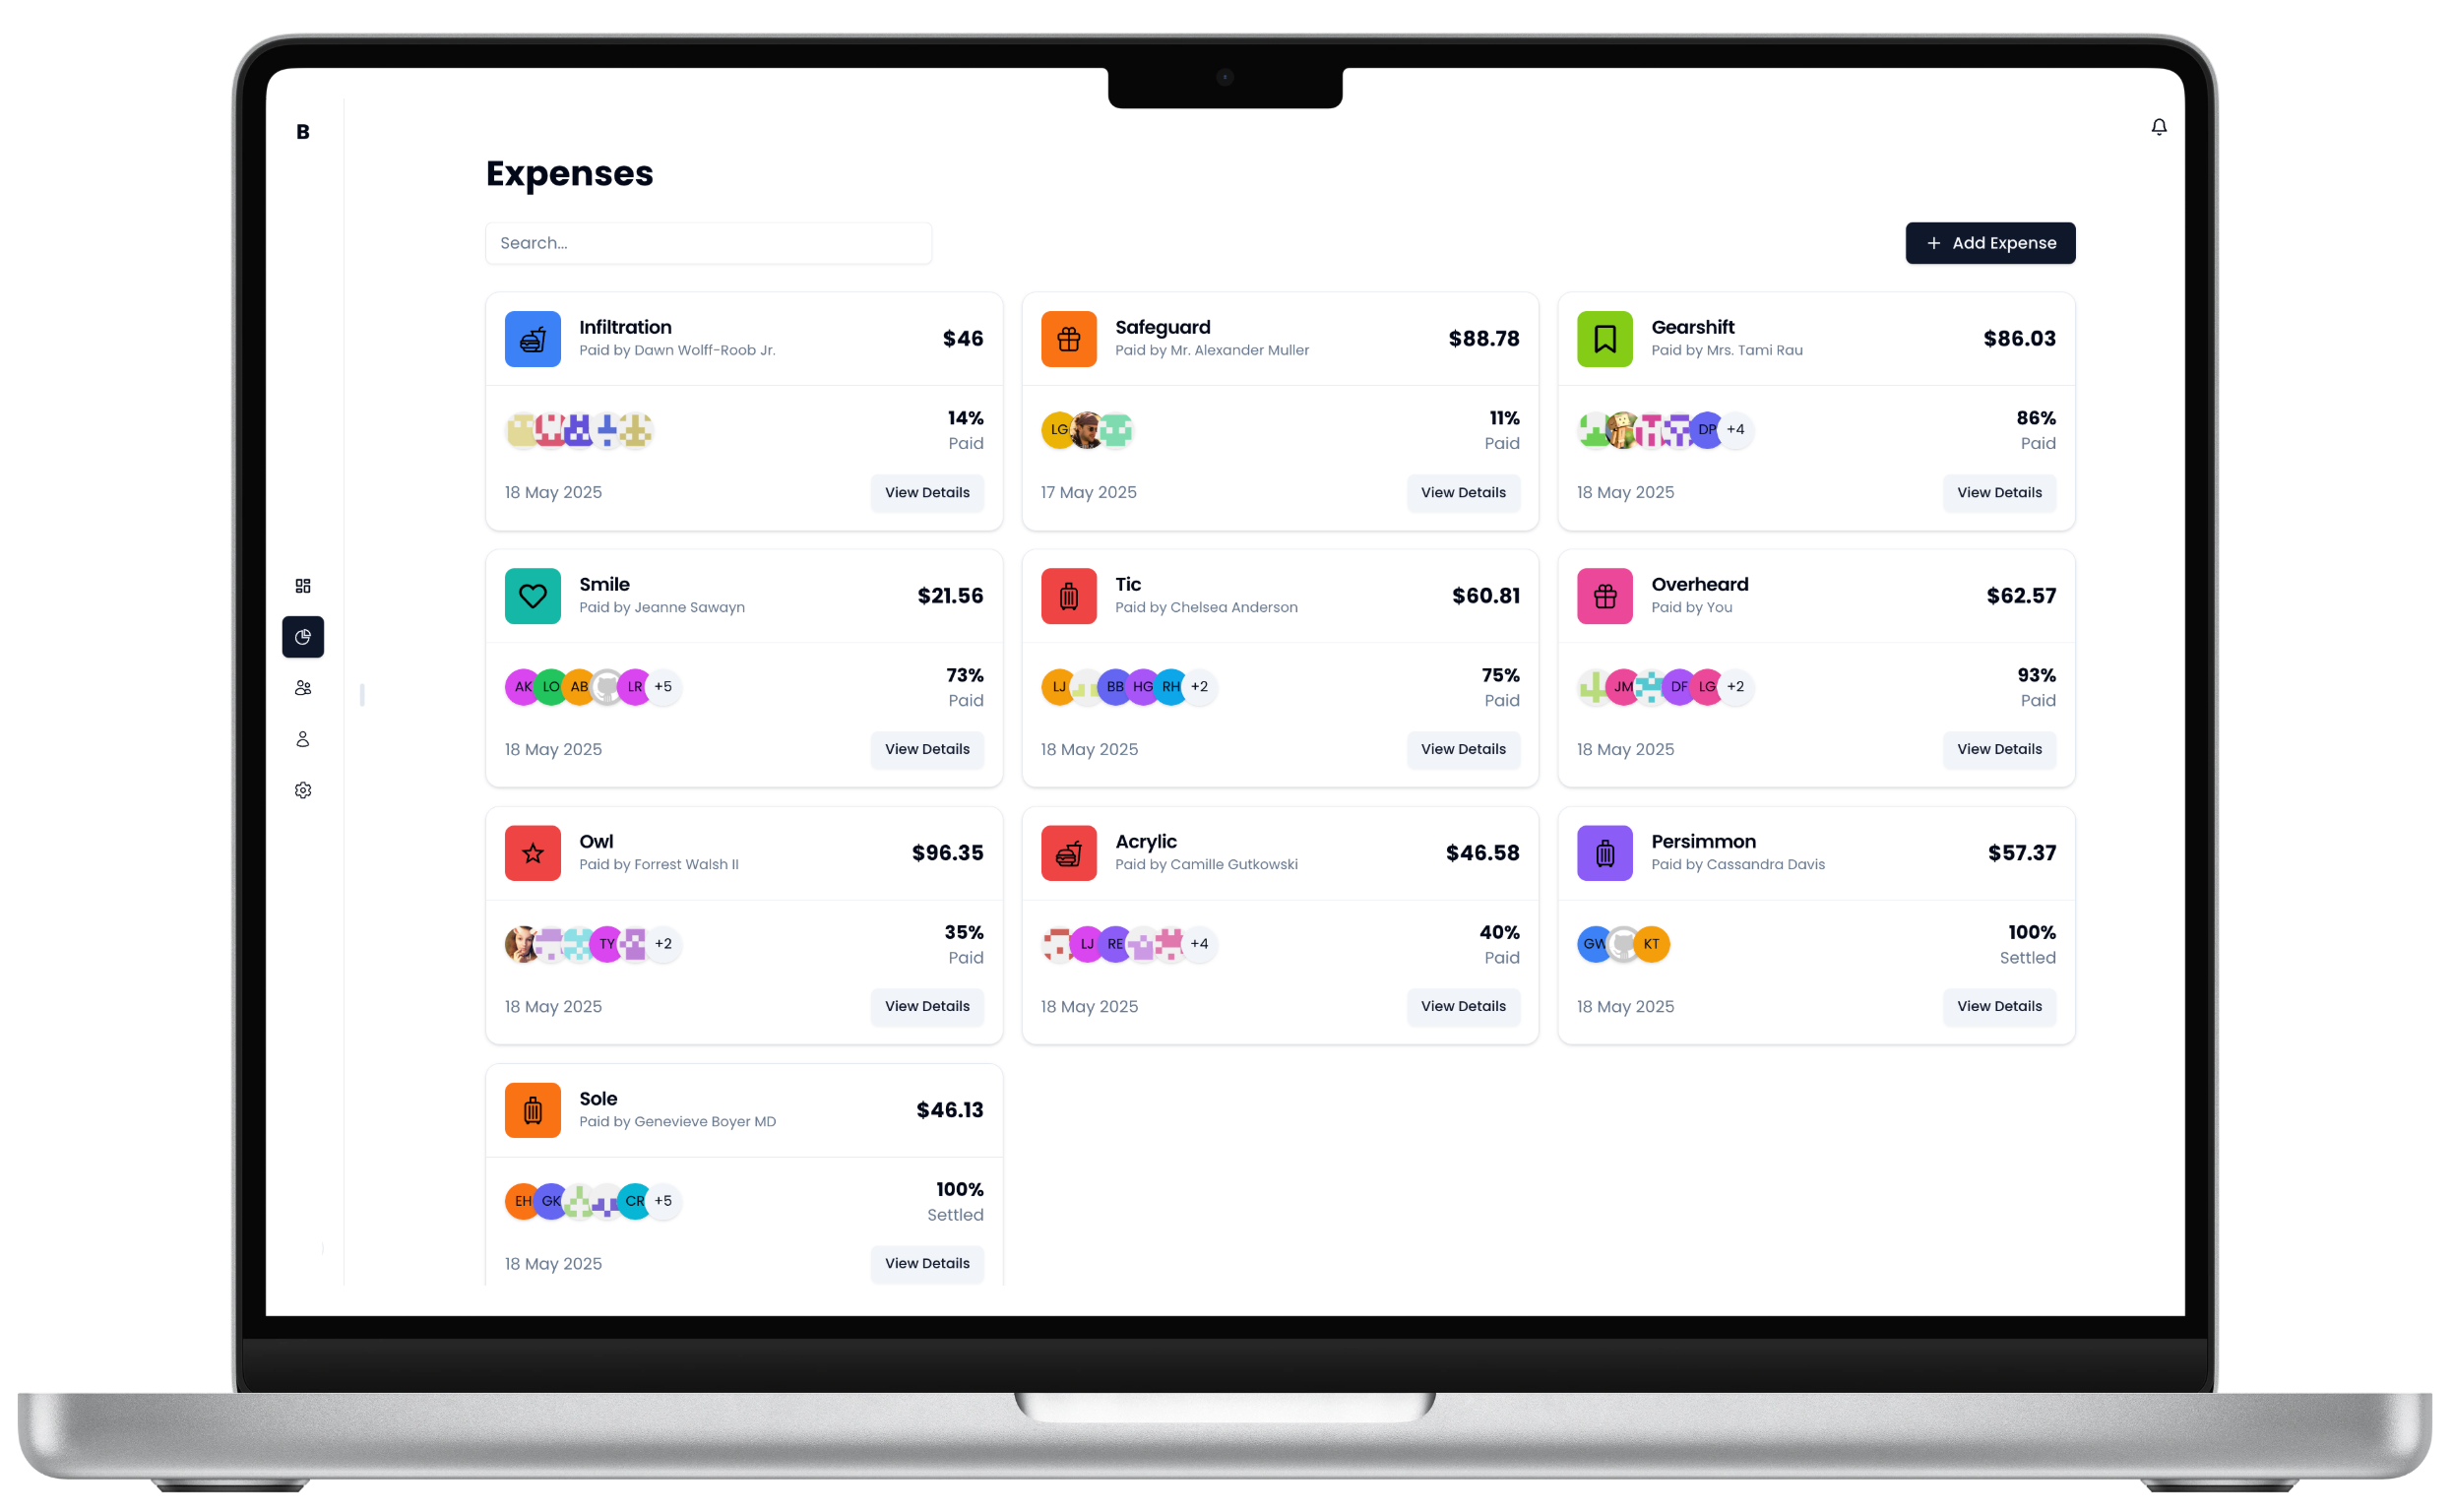 B
Expenses
Search...
+ Add Expense
Infiltration
Paid by Dawn Wolff-Roob Jr.
$46
14%
Paid
18 May 2025
View Details
Safeguard
Paid by Mr. Alexander Muller
$88.78
LG
11%
Paid
17 May 2025
View Details
Gearshift
Paid by Mrs. Tami Rau
$86.03
DP +4
86%
Paid
18 May 2025
View Details
Smile
Paid by Jeanne Sawayn
$21.56
AK LO AB LR +5
73%
Paid
18 May 2025
View Details
Tic
Paid by Chelsea Anderson
$60.81
LJ BB HG RH +2
75%
Paid
18 May 2025
View Details
Overheard
Paid by You
$62.57
JM DF LG +2
93%
Paid
18 May 2025
View Details
Owl
Paid by Forrest Walsh II
$96.35
TY +2
35%
Paid
18 May 2025
View Details
Acrylic
Paid by Camille Gutkowski
$46.58
LJ RE +4
40%
Paid
18 May 2025
View Details
Persimmon
Paid by Cassandra Davis
$57.37
GW KT
100%
Settled
18 May 2025
View Details
Sole
Paid by Genevieve Boyer MD
$46.13
EH GK CR +5
100%
Settled
18 May 2025
View Details